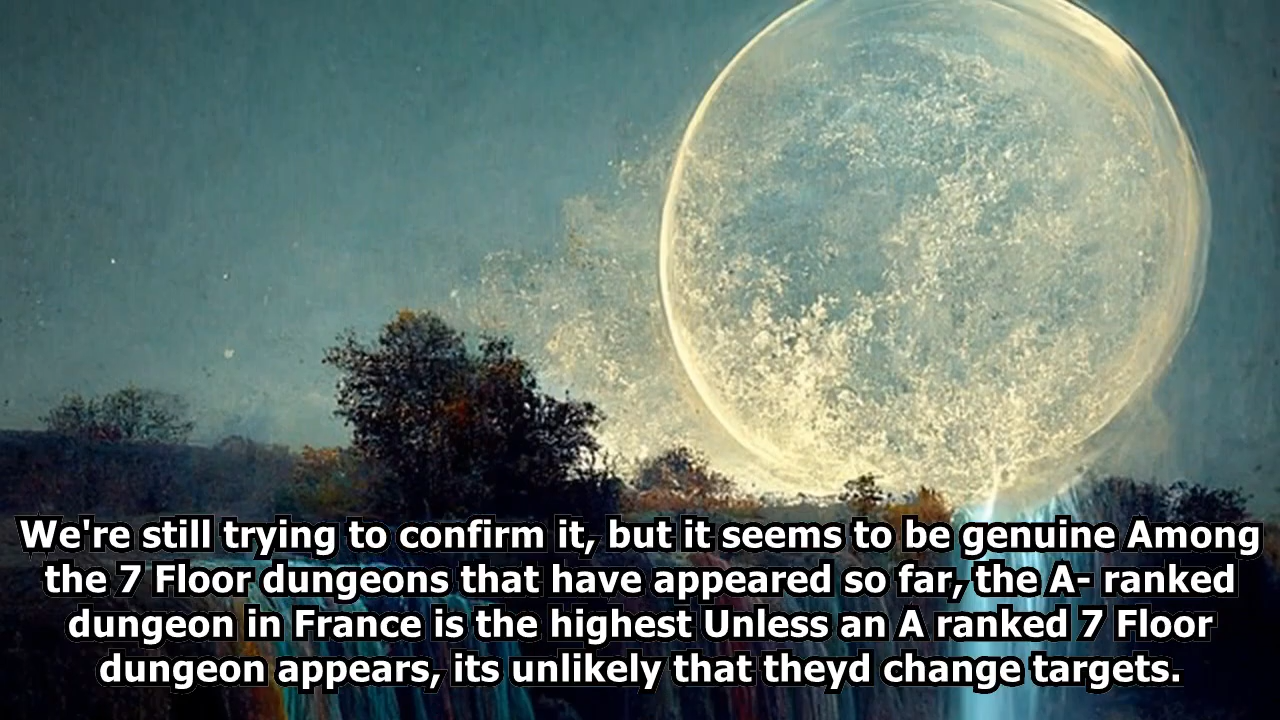 We're still trying to confirm it, but it seems to be genuine Among
the 7 Floor dungeons that have appeared so far, the A- ranked
dungeon in France is the highest Unless an A ranked 7 Floor
dungeon appears, its unlikely that theyd change targets.